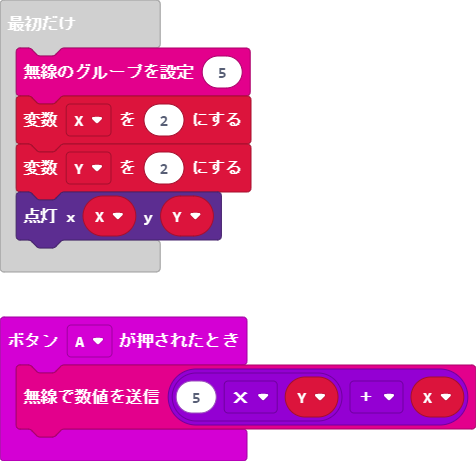 最初だけ
無線のグループを設定 5
変数 X を 2 にする
変数 Y を 2 にする
点灯 x X y Y
ボタン A が押されたとき
無線で数値を送信 5 × Y + X